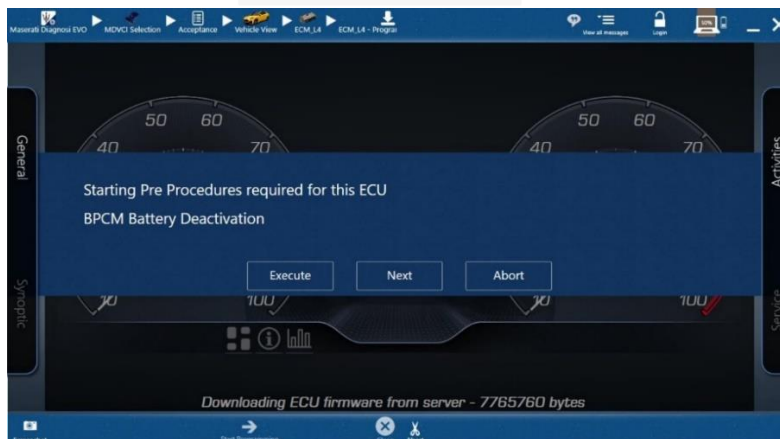 Maserati Diagnosi EVO
MDVCI Selection
Acceptance
Vehicle View
ECM_L4
ECM_L4 - Prograr
View all messages
Login
General
Synoptic
Activities
50 60
40 70
50 60
40 70
Starting Pre Procedures required for this ECU
BPCM Battery Deactivation
Execute
Next
Abort
100
100
Downloading ECU firmware from server - 7765760 bytes